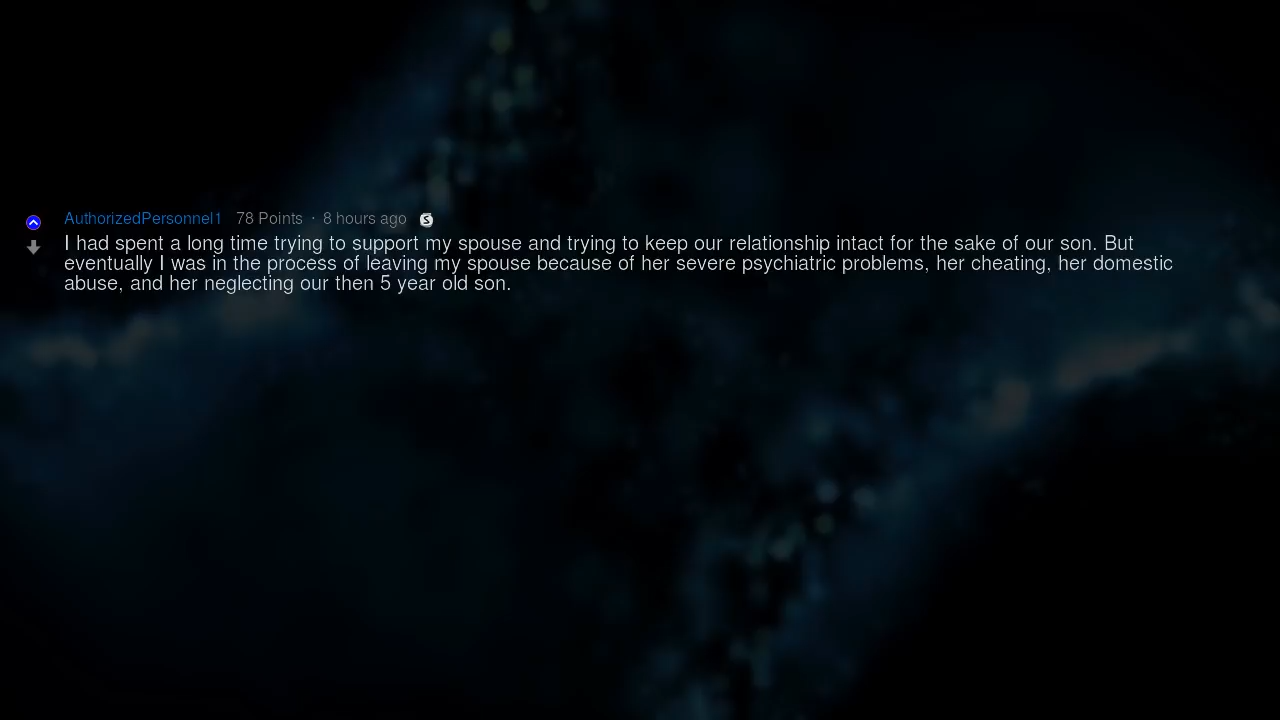 AuthorizedPersonnel1 78 Points · 8 hours ago S
I had spent a long time trying to support my spouse and trying to keep our relationship intact for the sake of our son. But
eventually I was in the process of leaving my spouse because of her severe psychiatric problems, her cheating, her domestic
abuse, and her neglecting our then 5 year old son.